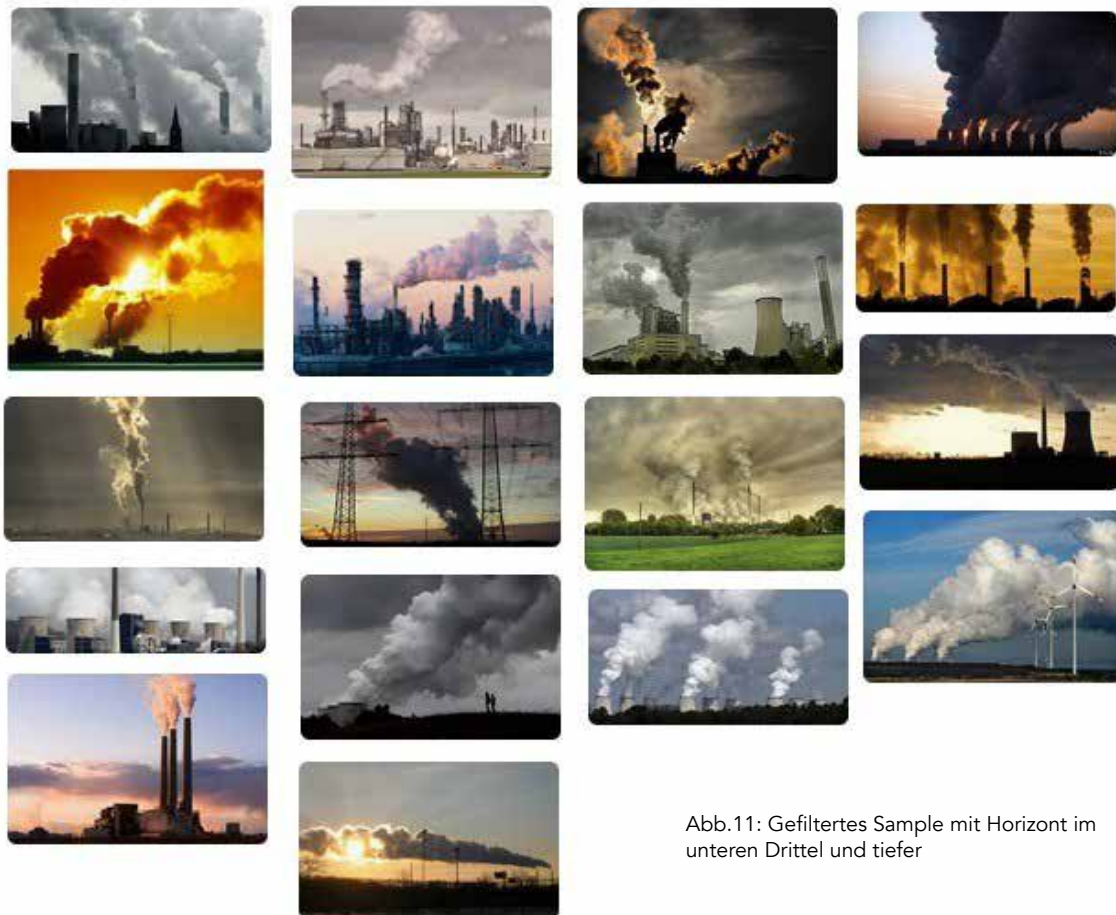 Abb.11: Gefiltertes Sample mit Horizont im
unteren Drittel und tiefer